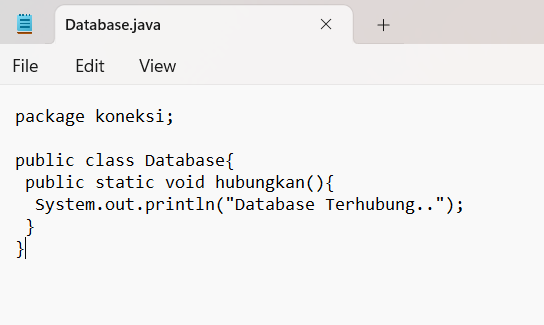 Database.java
File Edit View
package koneksi;
public class Database{
public static void hubungkan(){
System.out.println("Database Terhubung..");
}
}